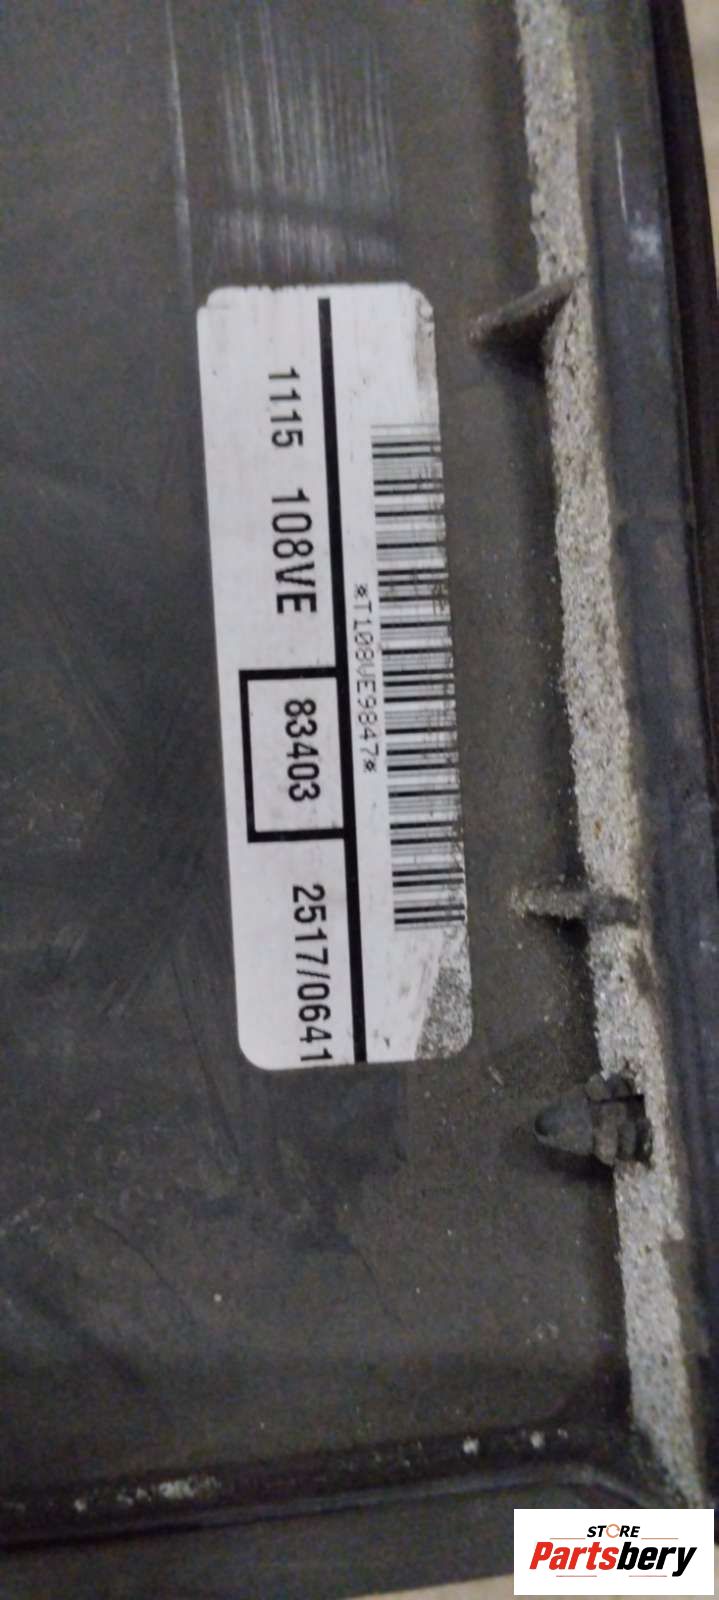 *T108VE9847*
1115 108VE 83403 2517/0641
STORE
Partsbery